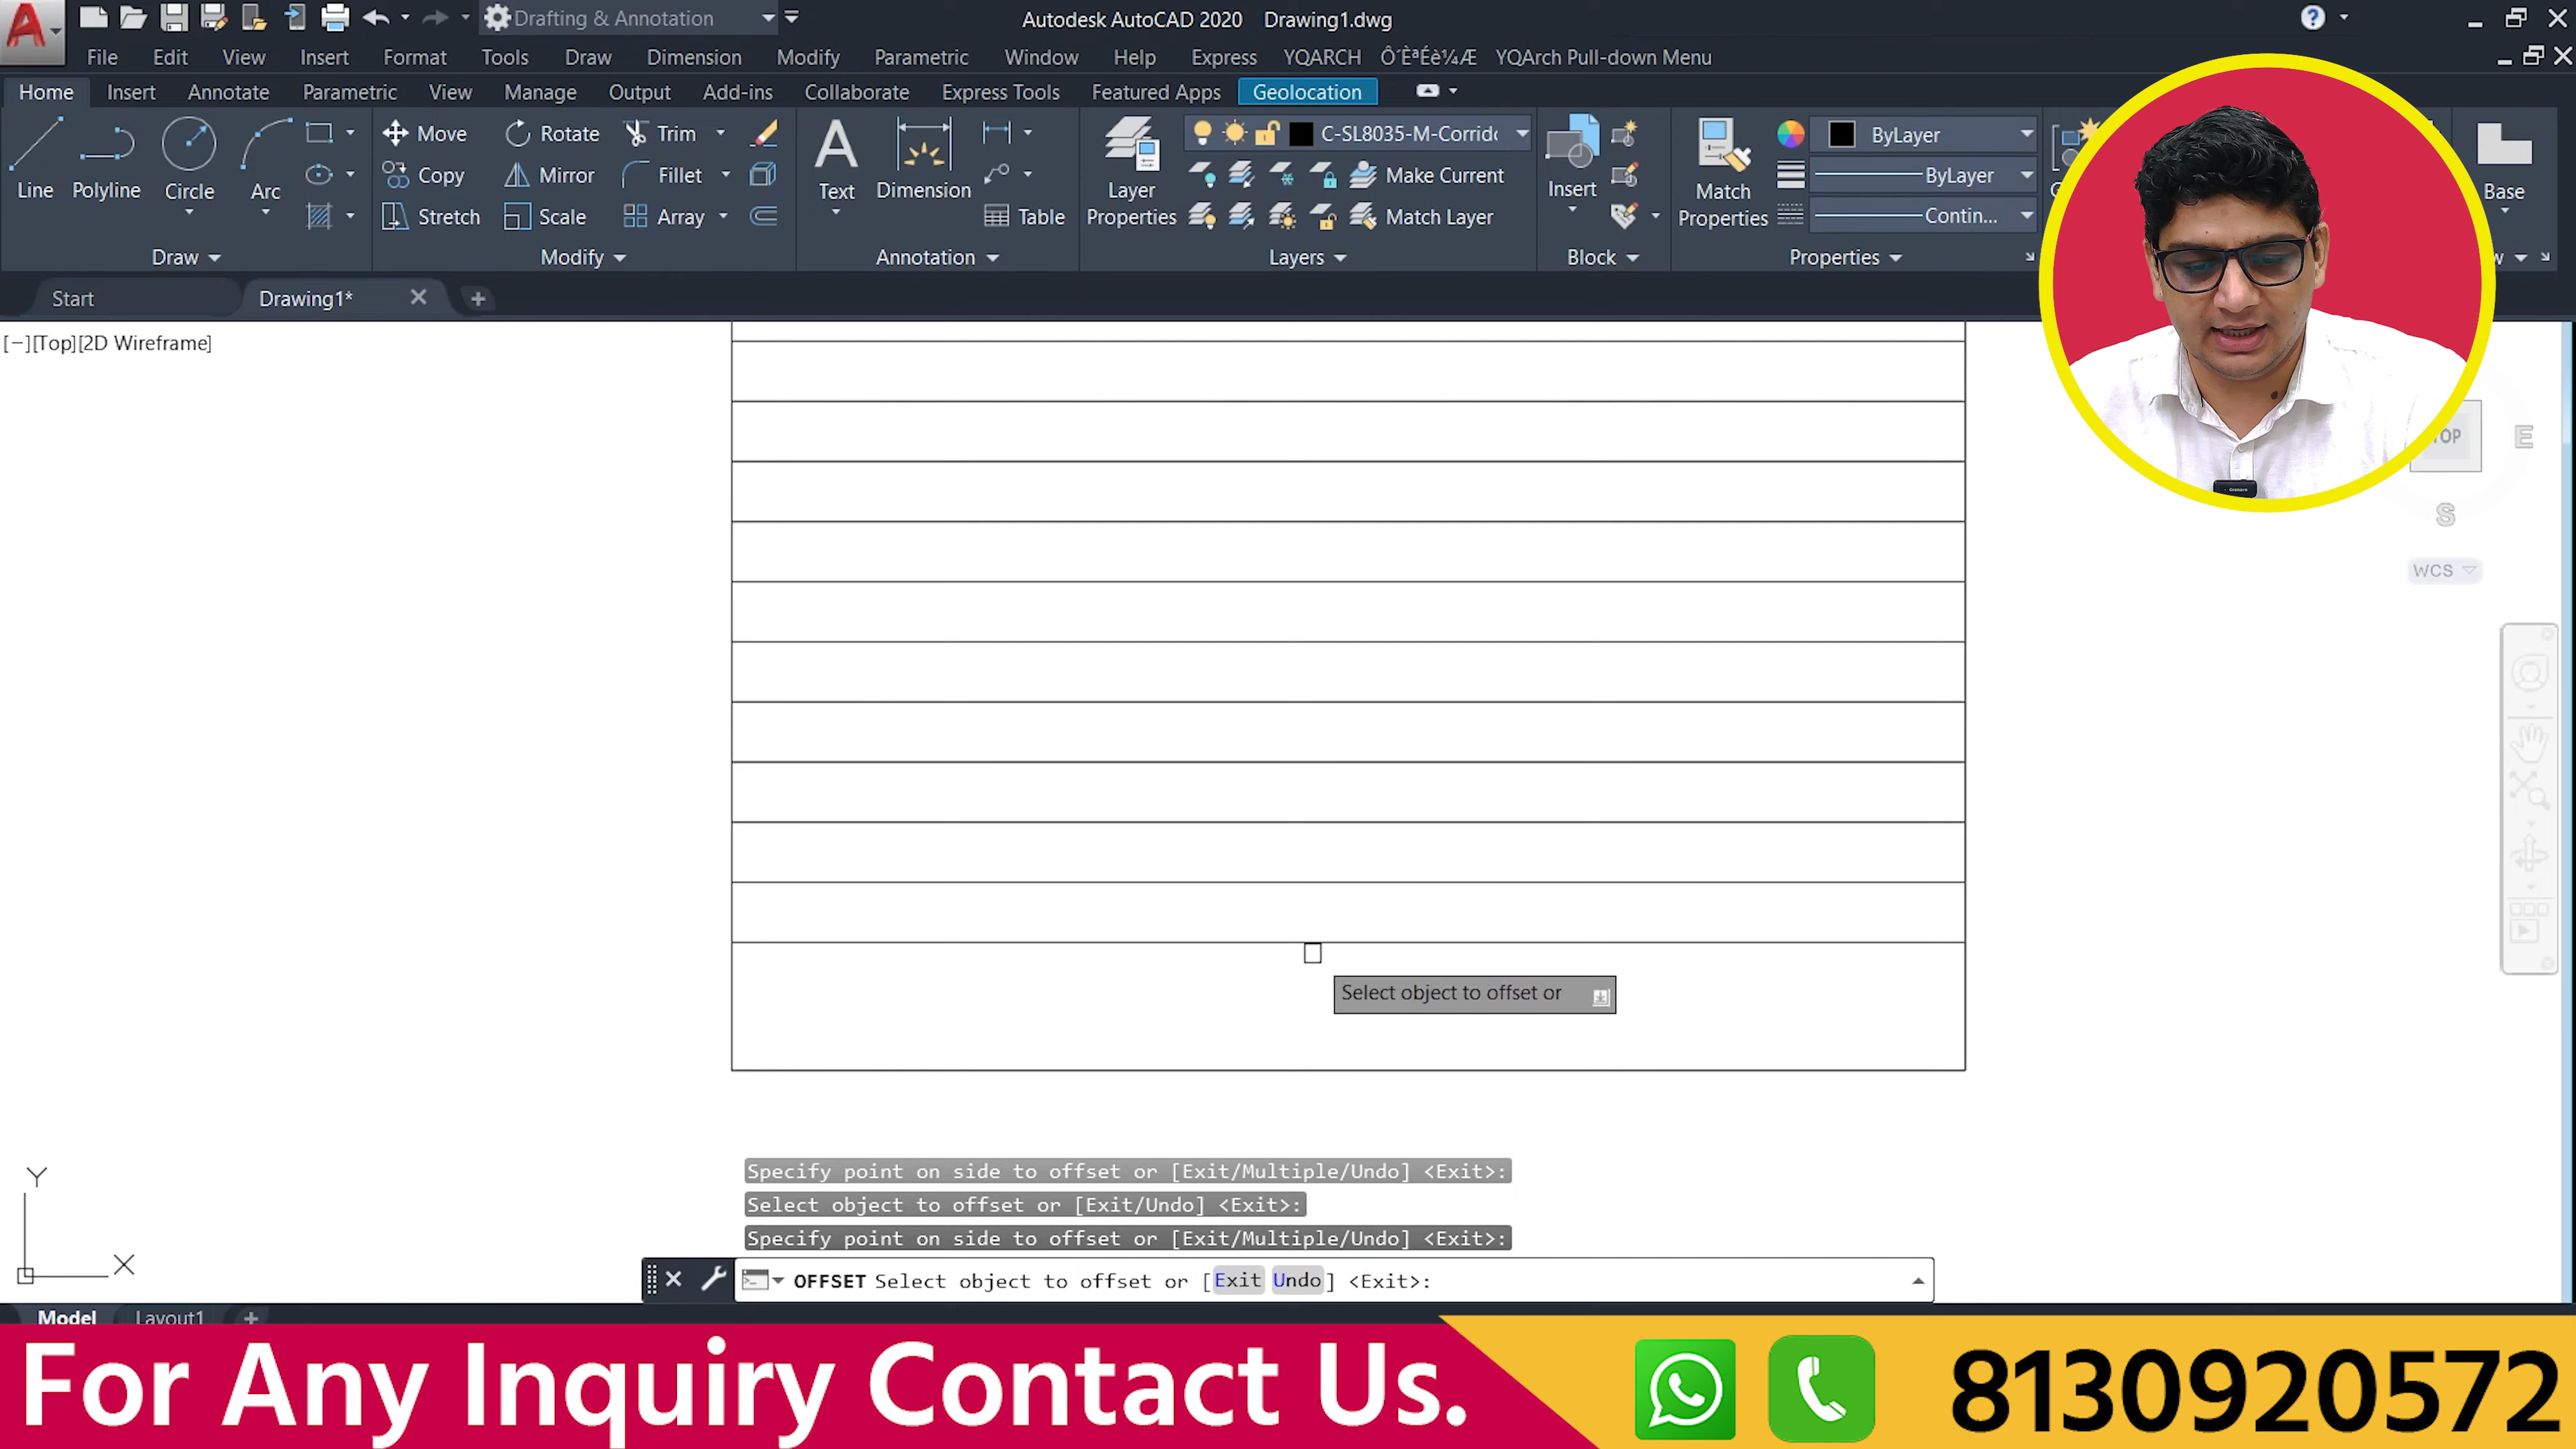 Drafting & Annotation
Autodesk AutoCAD 2020 Drawing1.dwg
File Edit View Insert Format Tools Draw Dimension Modify Parametric Window Help Express YQARCH Ô´ÈªÉè¼Æ YQArch Pull-down Menu
Home Insert Annotate Parametric View Manage Output Add-ins Collaborate Express Tools Featured Apps Geolocation
Line Polyline Circle Arc
Move Rotate Trim
Copy Mirror Fillet
Stretch Scale Array
Text Dimension Table
Layer Properties
C-SL8035-M-Corrido
Make Current
Match Layer
Insert
Match Properties
ByLayer
ByLayer
Contin...
Base
Draw Modify Annotation Layers Block Properties
Start Drawing1*
[−][Top][2D Wireframe]
E
S
WCS
Select object to offset or
Y
X
Specify point on side to offset or [Exit/Multiple/Undo] <Exit>:
Select object to offset or [Exit/Undo] <Exit>:
Specify point on side to offset or [Exit/Multiple/Undo] <Exit>:
OFFSET Select object to offset or [Exit Undo] <Exit>:
Model Layout1
For Any Inquiry Contact Us. 8130920572